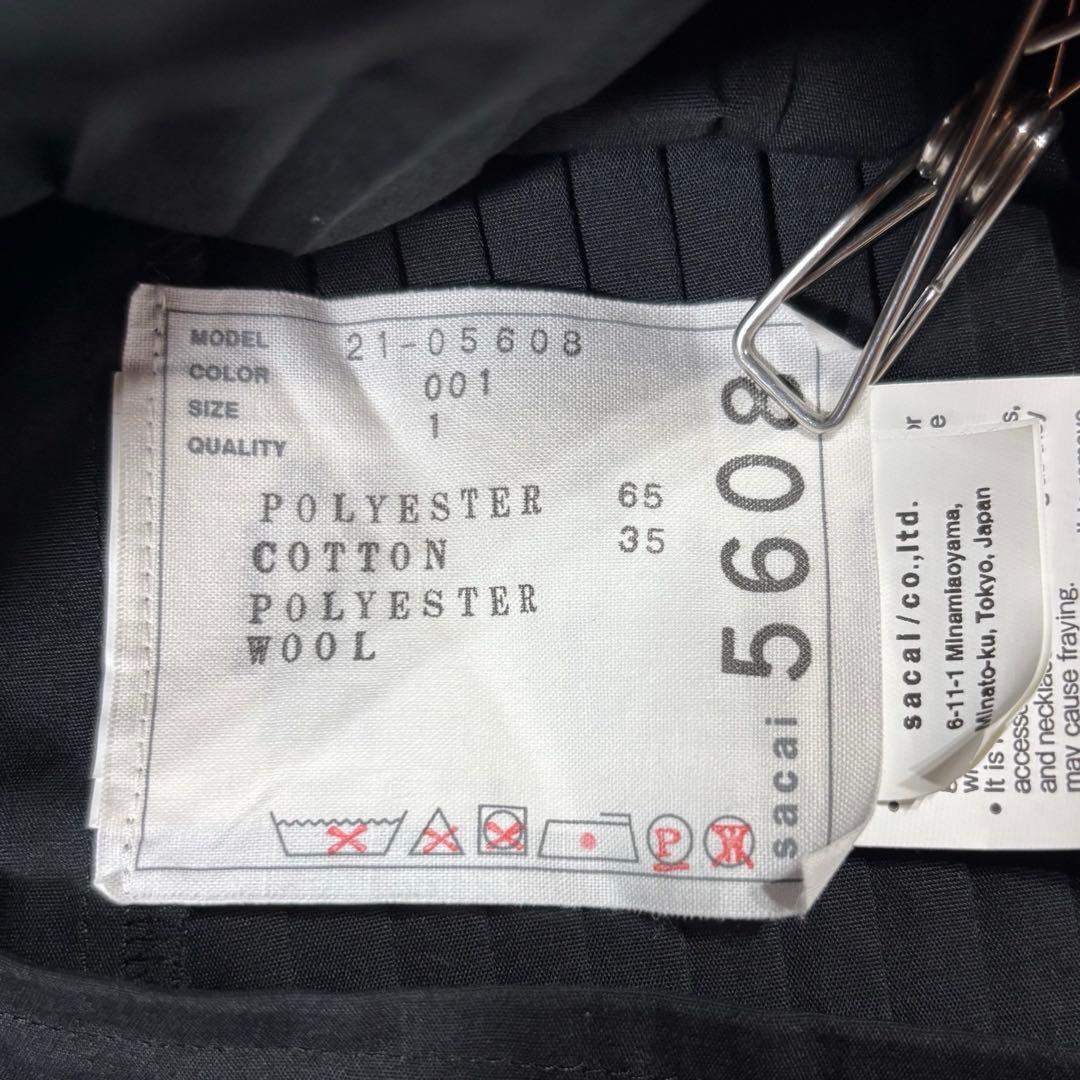 MODEL 21-05608
COLOR 001
SIZE 1
QUALITY
POLYESTER 65
COTTON 35
POLYESTER
WOOL
sacai 5608
P
W
sacai/co.,ltd.
6-11-1 Minamiaoyama,
Minato-ku, Tokyo, Japan
• It is
and
may cause fraying.